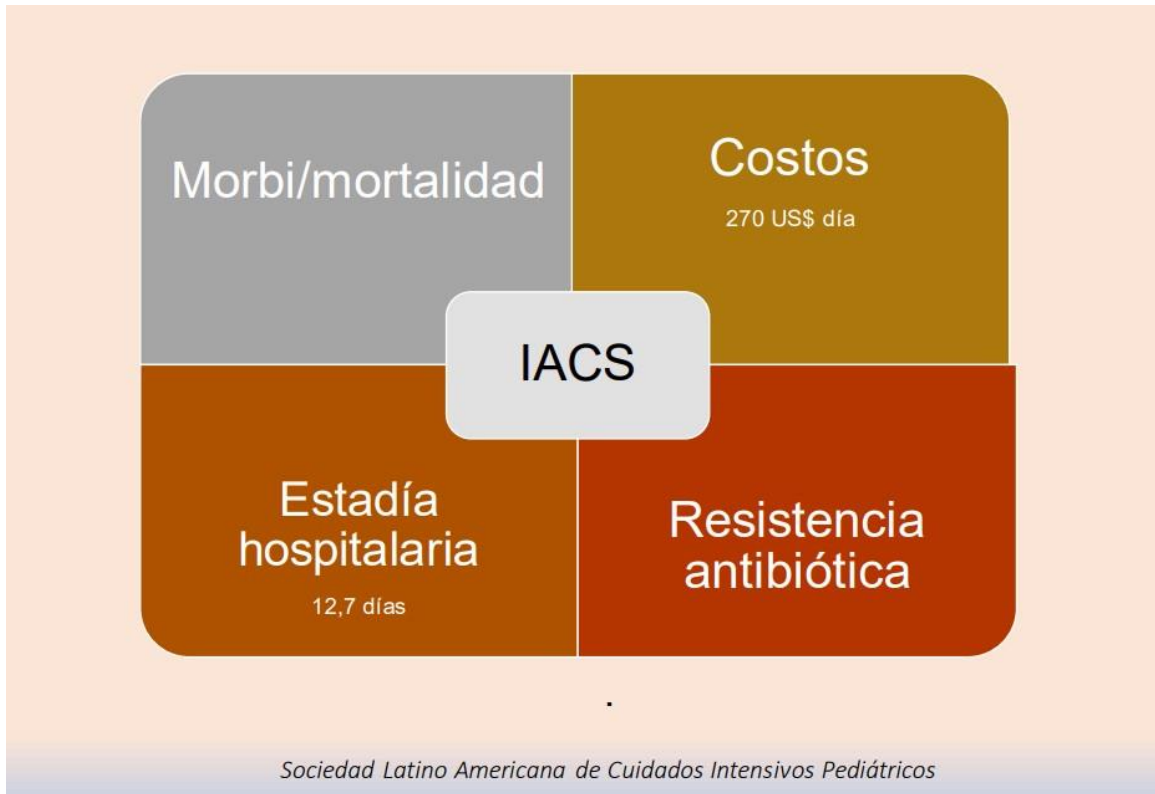 Morbi/mortalidad
Costos
270 US$ día
IACS
Estadía
hospitalaria
12,7 días
Resistencia
antibiótica
.
Sociedad Latino Americana de Cuidados Intensivos Pediátricos